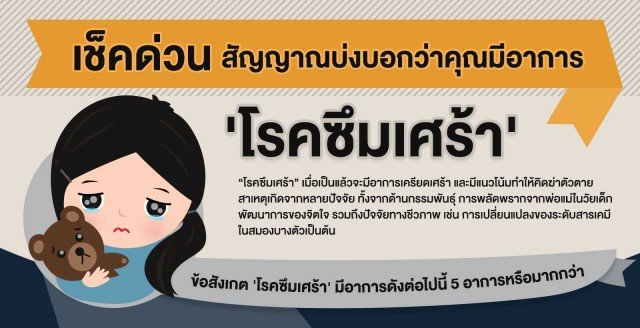 เช็คด่วน สัญญาณบ่งบอกว่าคุณมีอาการ
'โรคซึมเศร้า'
“โรคซึมเศร้า” เมื่อเป็นแล้วจะมีอาการเครียดเศร้า และมีแนวโน้มทำให้คิดฆ่าตัวตาย
สาเหตุเกิดจากหลายปัจจัย ทั้งจากด้านกรรมพันธุ์ การพลัดพรากจากพ่อแม่ในวัยเด็ก
พัฒนาการของจิตใจ รวมถึงปัจจัยทางชีวภาพ เช่น การเปลี่ยนแปลงของระดับสารเคมี
ในสมองบางตัวเป็นต้น
ข้อสังเกต 'โรคซึมเศร้า' มีอาการดังต่อไปนี้ 5 อาการหรือมากกว่า